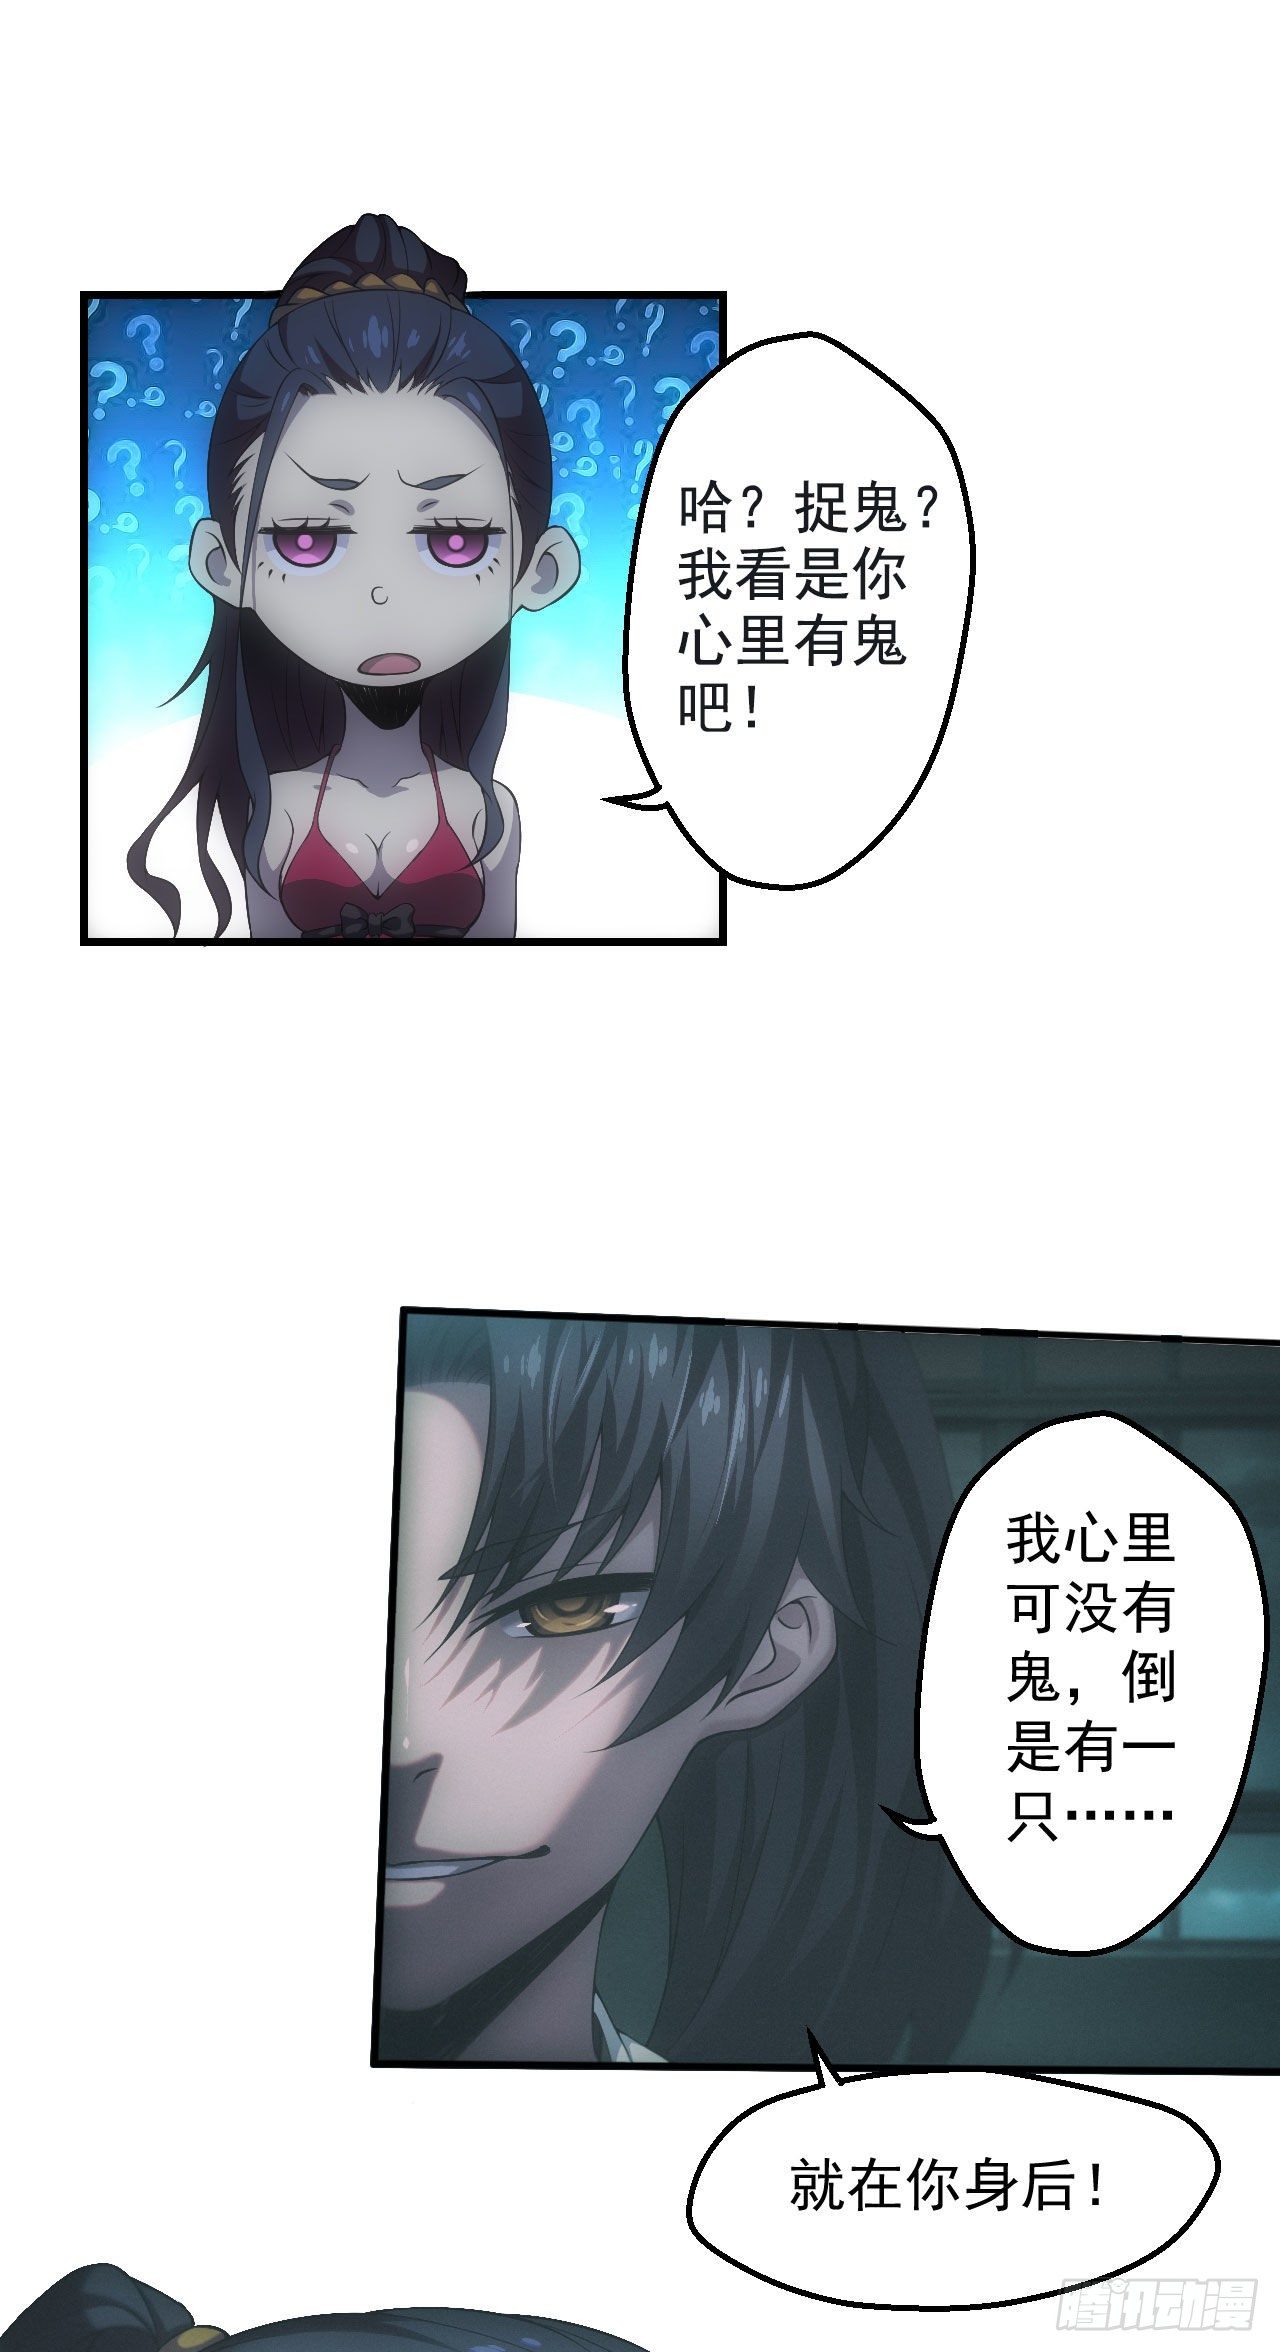 哈？捉鬼？
我看是你
心里有鬼
吧！
我心里
可没有
鬼，倒
是有一
只……
就在你身后！
腾讯动漫